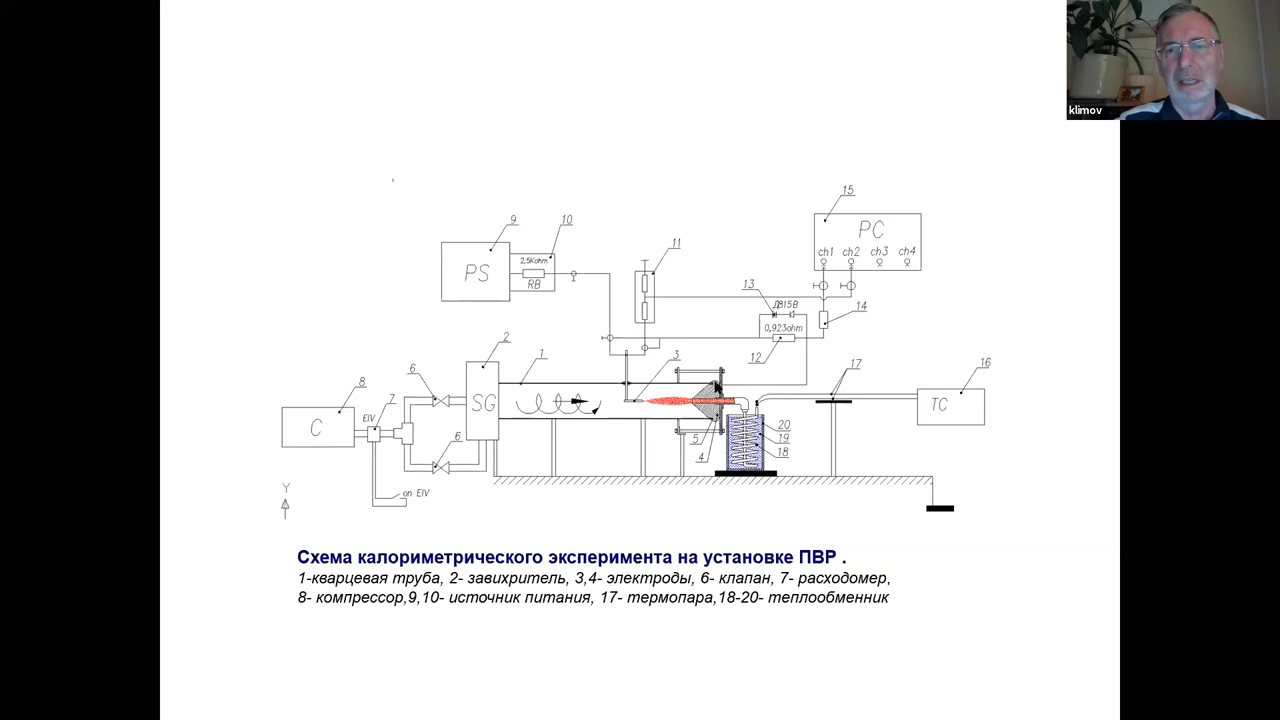 klimov
15
9
10
PC
11
ch1 ch2 ch3 ch4
2,5Kohm
PS
RB
13
Д815В
14
0,923ohm
2
1
3
12
17
16
6
8
7
EIV
SG
TC
C
20
5
19
6
4
18
Y
on EIV
Схема калориметрического эксперимента на установке ПВР .
1-кварцевая труба, 2- завихритель, 3,4- электроды, 6- клапан, 7- расходомер,
8- компрессор,9,10- источник питания, 17- термопара,18-20- теплообменник